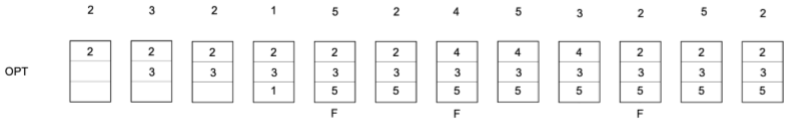 2 3 2 1 5 2 4 5 3 2 5 2
2 2 2 2 2 2 4 4 4 2 2 2
OPT 3 3 3 3 3 3 3 3 3 3 3
1 5 5 5 5 5 5 5 5
F F F